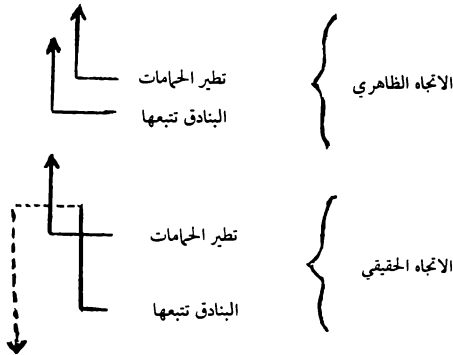 تطير الحمامات
الاتجاه الظاهري
البنادق تتبعها
تطير الحمامات
الاتجاه الحقيقي
البنادق تتبعها